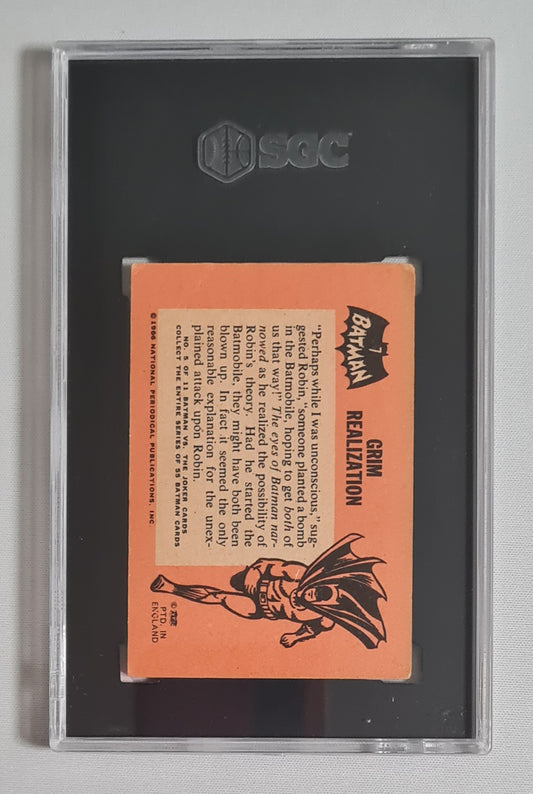 SGC
7
BATMAN
GRIM
REALIZATION
"Perhaps while I was unconscious," sug-
gested Robin, "someone planted a bomb
in the Batmobile, hoping to get both of
us that way!" The eyes of Batman nar-
rowed as he realized the possibility of
Robin's theory. Had he started the
Batmobile, they might have both been
blown up. In fact it seemed the only
reasonable explanation for the unex-
plained attack upon Robin
NO. 5 OF 11 BATMAN VS. THE JOKER CARDS
COLLECT THE ENTIRE SERIES OF 55 BATMAN CARDS
© 1966 NATIONAL PERIODICAL PUBLICATIONS, INC
©
PTD. IN
ENGLAND